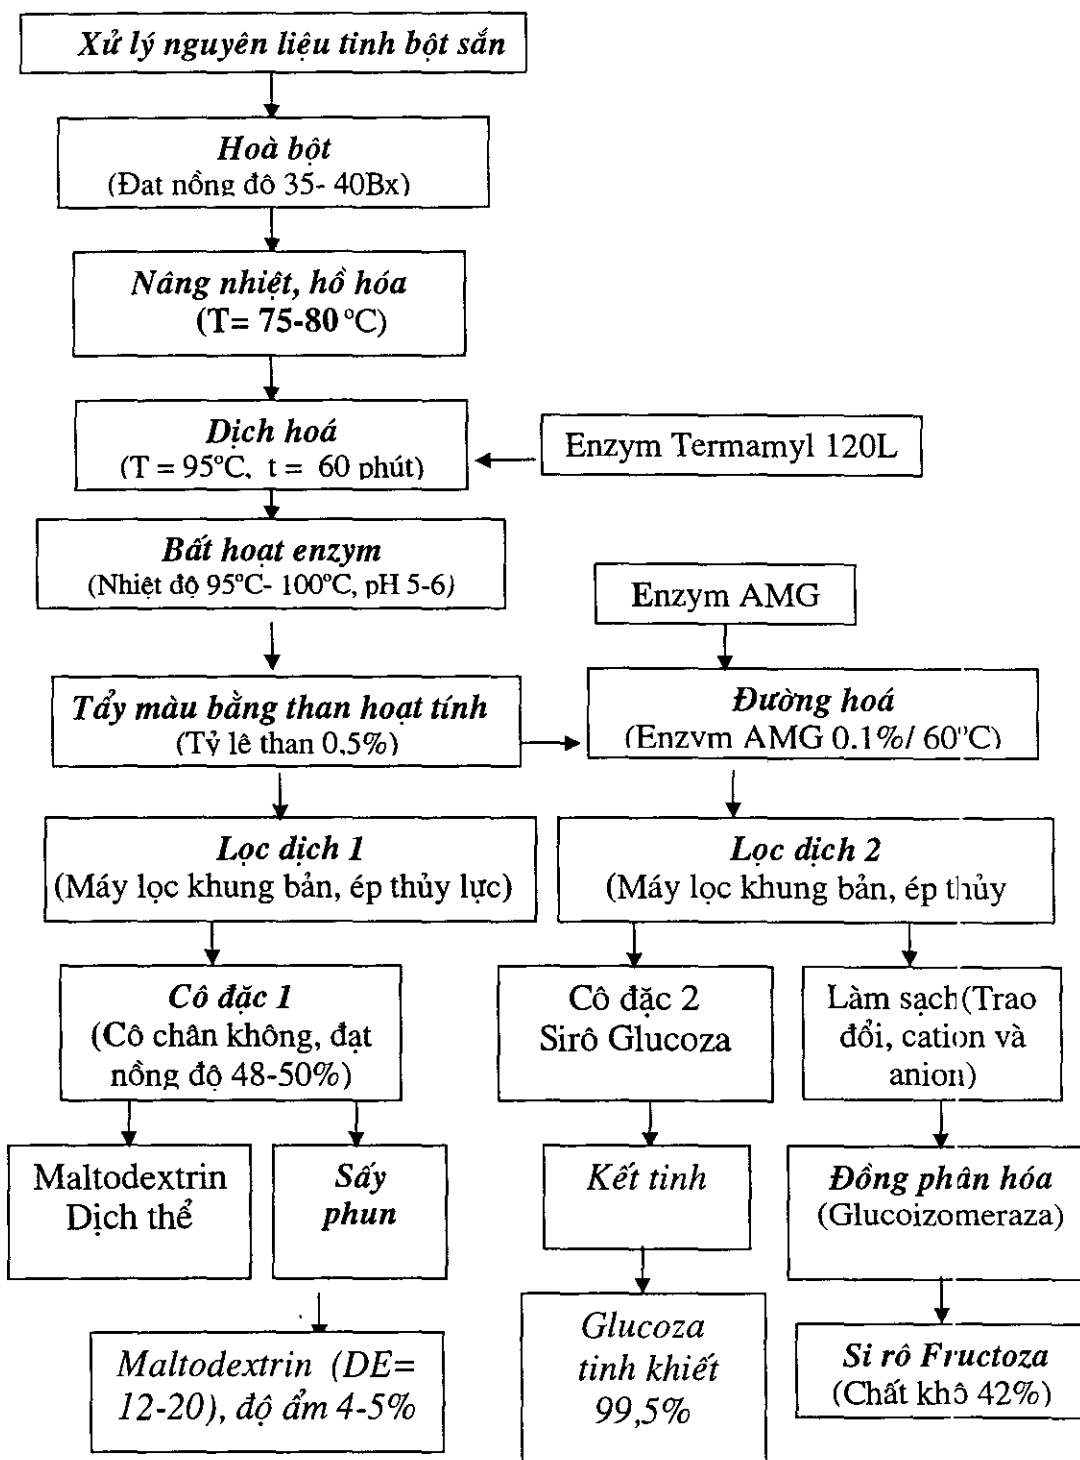 Xử lý nguyên liệu tinh bột sắn
Hoà bột
(Đạt nồng độ 35- 40Bx)
Nâng nhiệt, hồ hóa
(T= 75-80 °C)
Dịch hoá
(T = 95°C, t = 60 phút)
Enzym Termamyl 120L
Bất hoạt enzym
(Nhiệt độ 95°C- 100°C, pH 5-6)
Enzym AMG
Tẩy màu bằng than hoạt tính
(Tỷ lệ than 0,5%)
Đường hoá
(Enzym AMG 0.1%/ 60°C)
Lọc dịch 1
(Máy lọc khung bản, ép thủy lực)
Lọc dịch 2
(Máy lọc khung bản, ép thủy
Cô đặc 1
(Cô chân không, đạt
nồng độ 48-50%)
Cô đặc 2
Sirô Glucoza
Làm sạch(Trao
đổi, cation và
anion)
Maltodextrin
Dịch thể
Sấy
phun
Kết tinh
Đồng phân hóa
(Glucoizomeraza)
Maltodextrin (DE=
12-20), độ ẩm 4-5%
Glucoza
tinh khiết
99,5%
Si rô Fructoza
(Chất khô 42%)